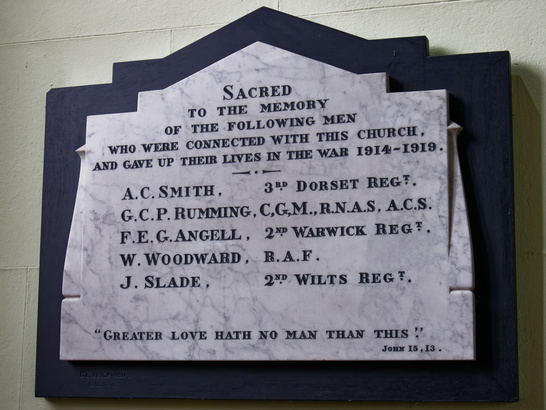 SACRED
TO THE MEMORY
OF THE FOLLOWING MEN
WHO WERE CONNECTED WITH THIS CHURCH,
AND GAVE UP THEIR LIVES IN THE WAR 1914-1919.
A. C. SMITH, 3RD DORSET REGT.
G. C. P. RUMMING, C,G,M., R.N.A.S, A.C.S.
F. E. G. ANGELL, 2ND WARWICK REGT.
W. WOODWARD, R.A.F.
J. SLADE, 2ND WILTS REGT.
"GREATER LOVE HATH NO MAN THAN THIS."
JOHN 15, 13.